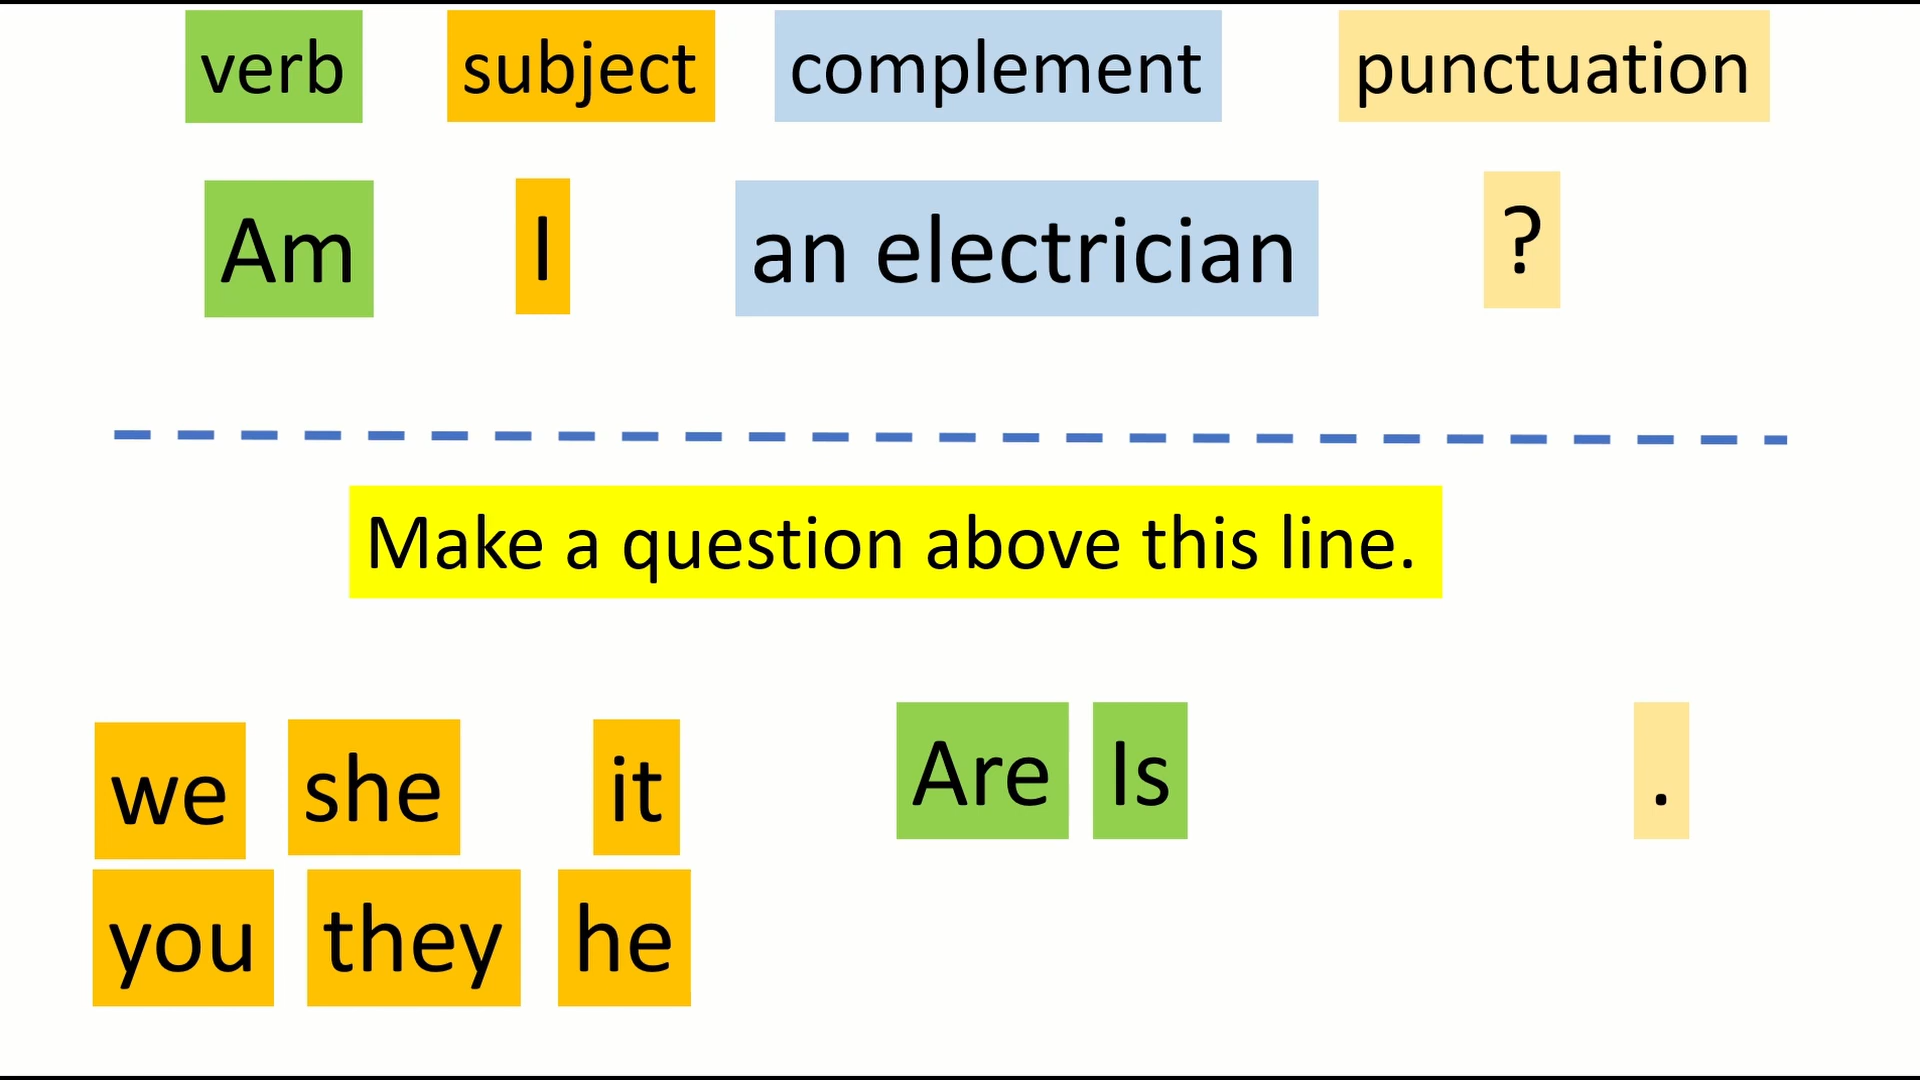 verb subject complement punctuation
Am I an electrician ?
Make a question above this line.
we she it Are Is .
you they he